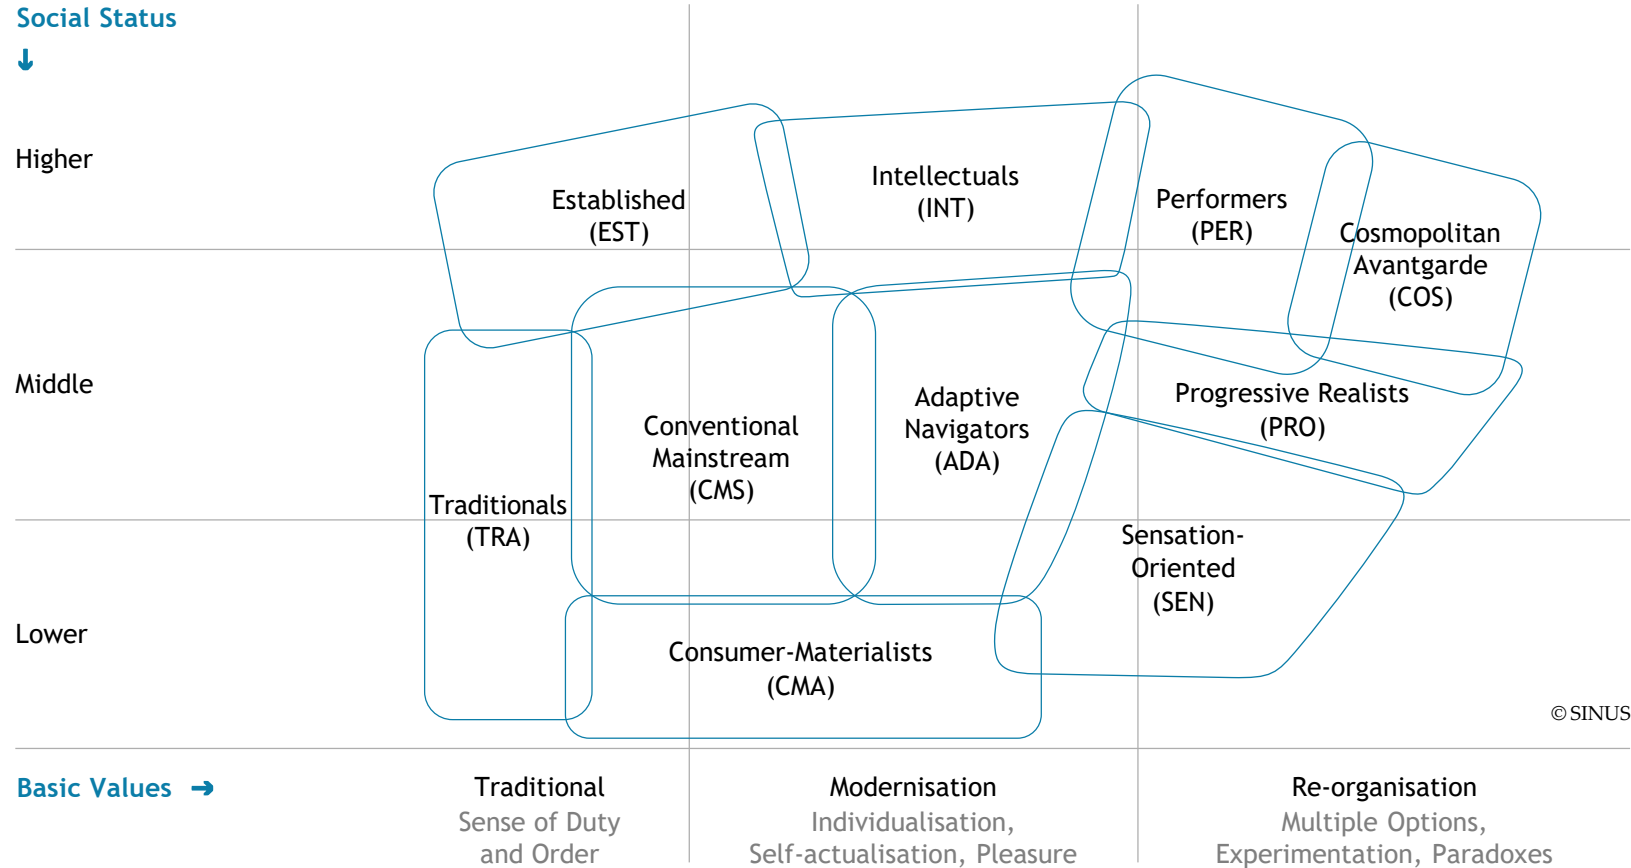 Social Status
↓
Higher
Established
(EST)
Intellectuals
(INT)
Performers
(PER)
Cosmopolitan
Avantgarde
(COS)
Middle
Conventional
Mainstream
(CMS)
Adaptive
Navigators
(ADA)
Progressive Realists
(PRO)
Traditionals
(TRA)
Sensation-
Oriented
(SEN)
Lower
Consumer-Materialists
(CMA)
© SINUS
Basic Values →
Traditional
Sense of Duty
and Order
Modernisation
Individualisation,
Self-actualisation, Pleasure
Re-organisation
Multiple Options,
Experimentation, Paradoxes